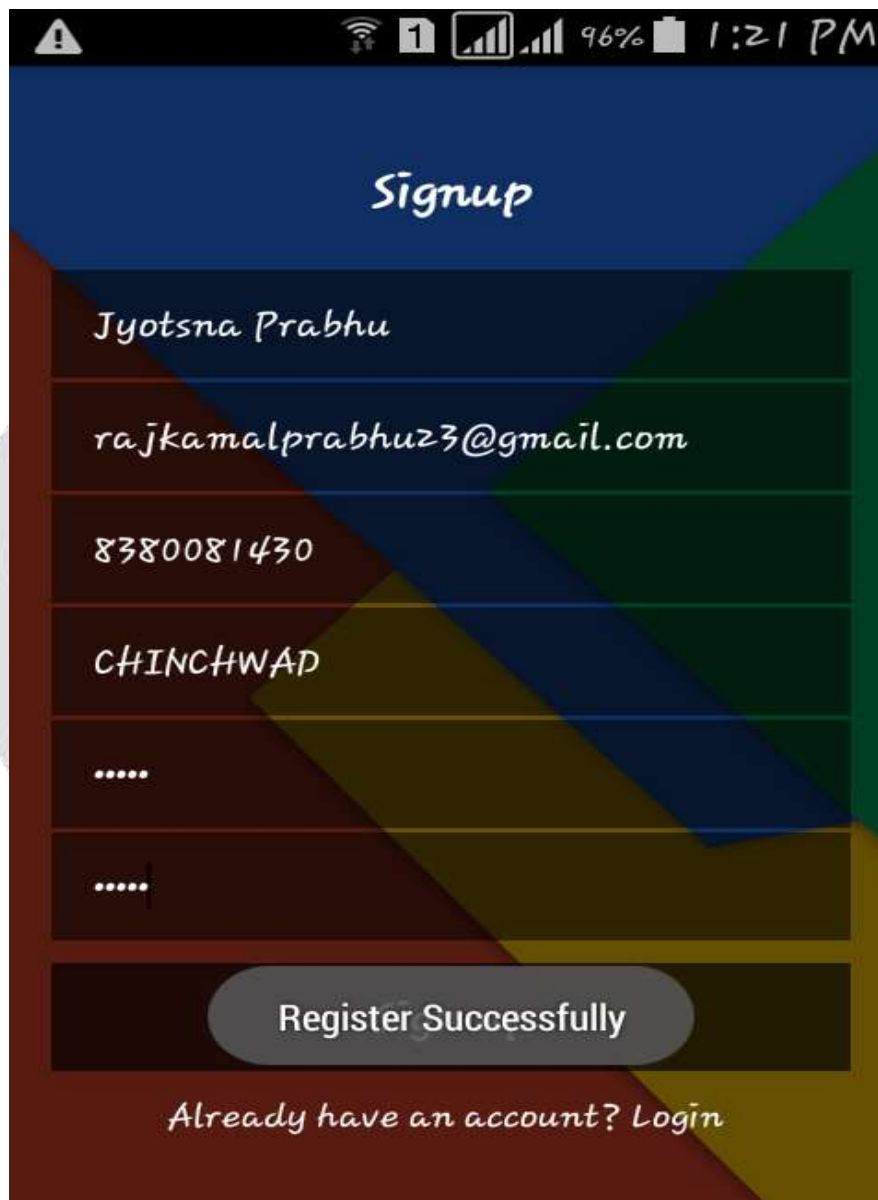 1 96% 1:21 PM
Signup
Jyotsna Prabhu
rajkamalprabhu23@gmail.com
8380081430
CHINCHWAD
•••••
•••••
Register Successfully
Already have an account? Login